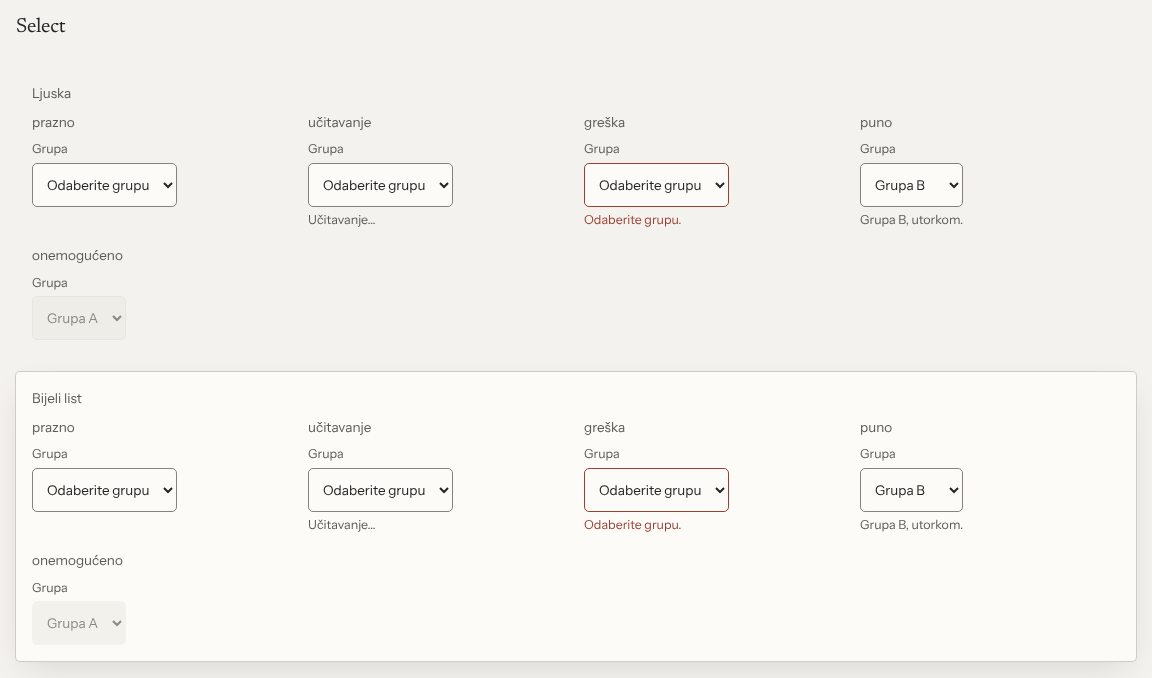 Select
Ljuska
prazno učitavanje greška puno
Grupa Grupa Grupa Grupa
Odaberite grupu Odaberite grupu Odaberite grupu Grupa B
Učitavanje... Odaberite grupu. Grupa B, utorkom.
onemogućeno
Grupa
Grupa A
Bijeli list
prazno učitavanje greška puno
Grupa Grupa Grupa Grupa
Odaberite grupu Odaberite grupu Odaberite grupu Grupa B
Učitavanje... Odaberite grupu. Grupa B, utorkom.
onemogućeno
Grupa
Grupa A